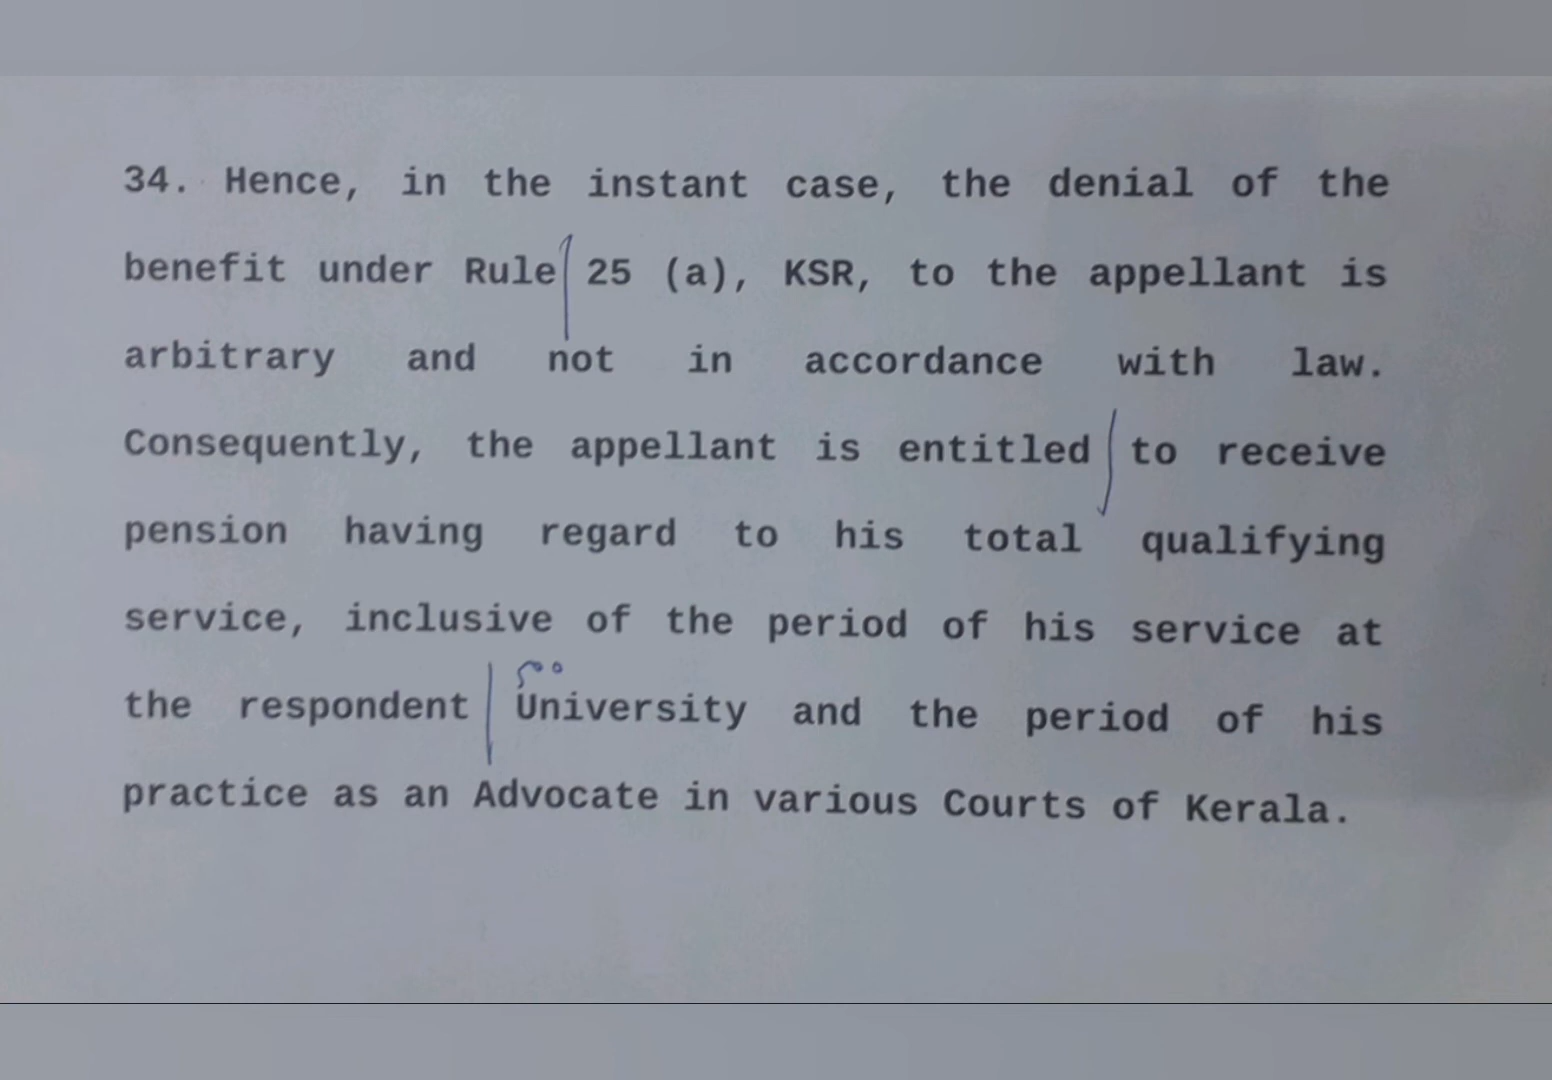 34. Hence, in the instant case, the denial of the
benefit under Rule 25 (a), KSR, to the appellant is
arbitrary and not in accordance with law.
Consequently, the appellant is entitled to receive
pension having regard to his total qualifying
service, inclusive of the period of his service at
the respondent University and the period of his
practice as an Advocate in various Courts of Kerala.